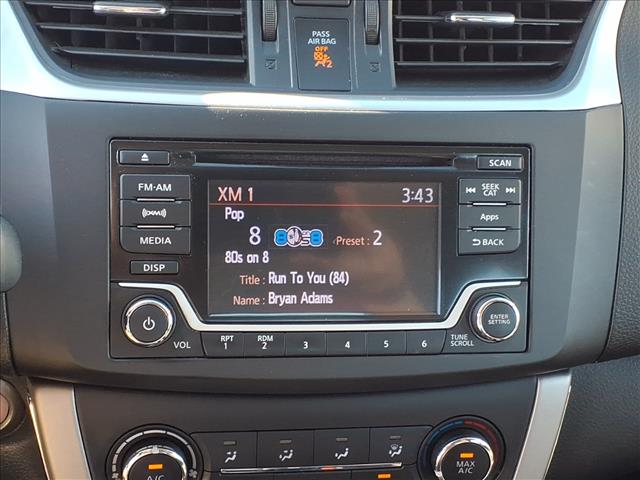 PASS
AIR BAG
OFF
2
SCAN
FM·AM
XM 1 3:43
SEEK
CAT
Pop
8 Preset : 2
Apps
(XM)
MEDIA
BACK
80s on 8
DISP
Title : Run To You (84)
Name : Bryan Adams
ENTER
SETTING
VOL
RPT
1
RDM
2
3
4
5
6
TUNE
SCROLL
A/C
MAX
A/C